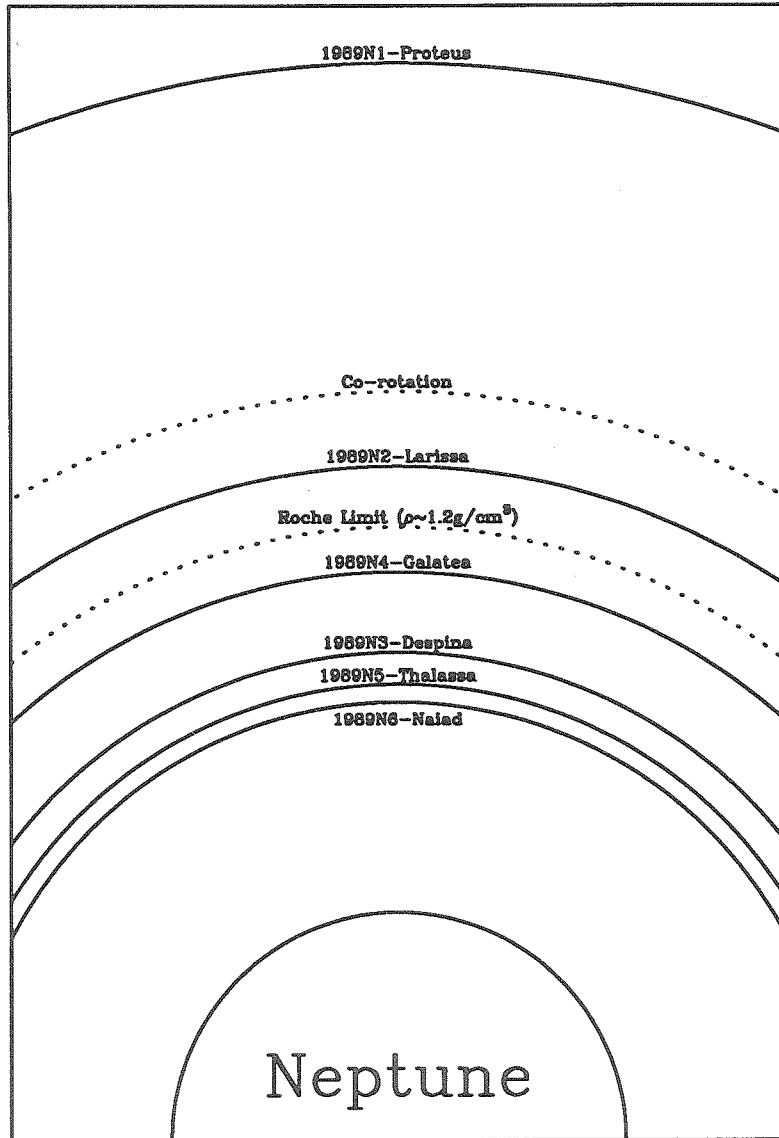 1989N1-Proteus
Co-rotation
1989N2-Larissa
Roche Limit (ρ~1.2g/cm³)
1989N4-Galatea
1989N3-Despina
1989N5-Thalassa
1989N6-Naiad
Neptune